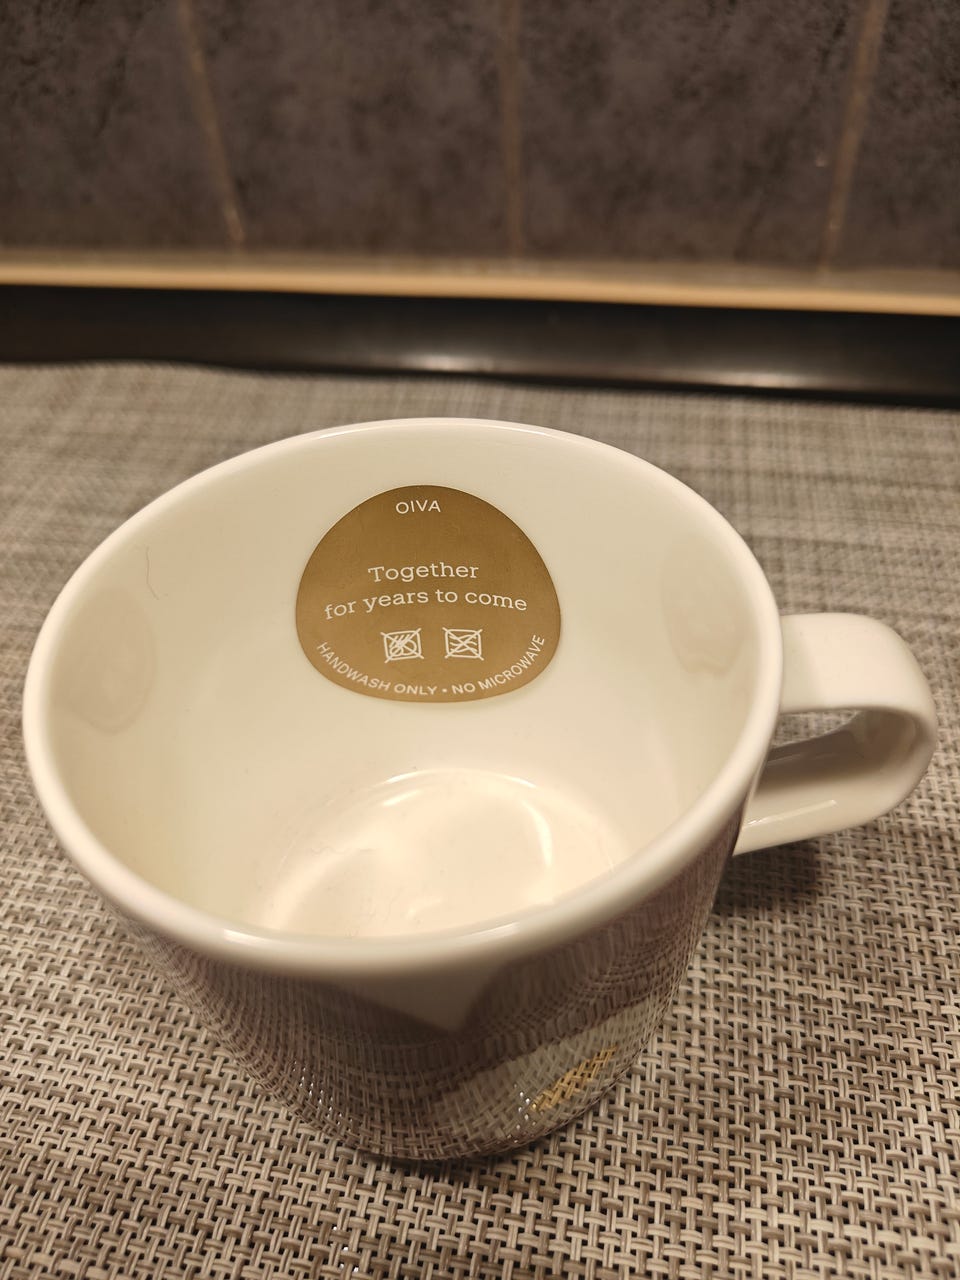 OIVA
Together
for years to come
HANDWASH ONLY • NO MICROWAVE